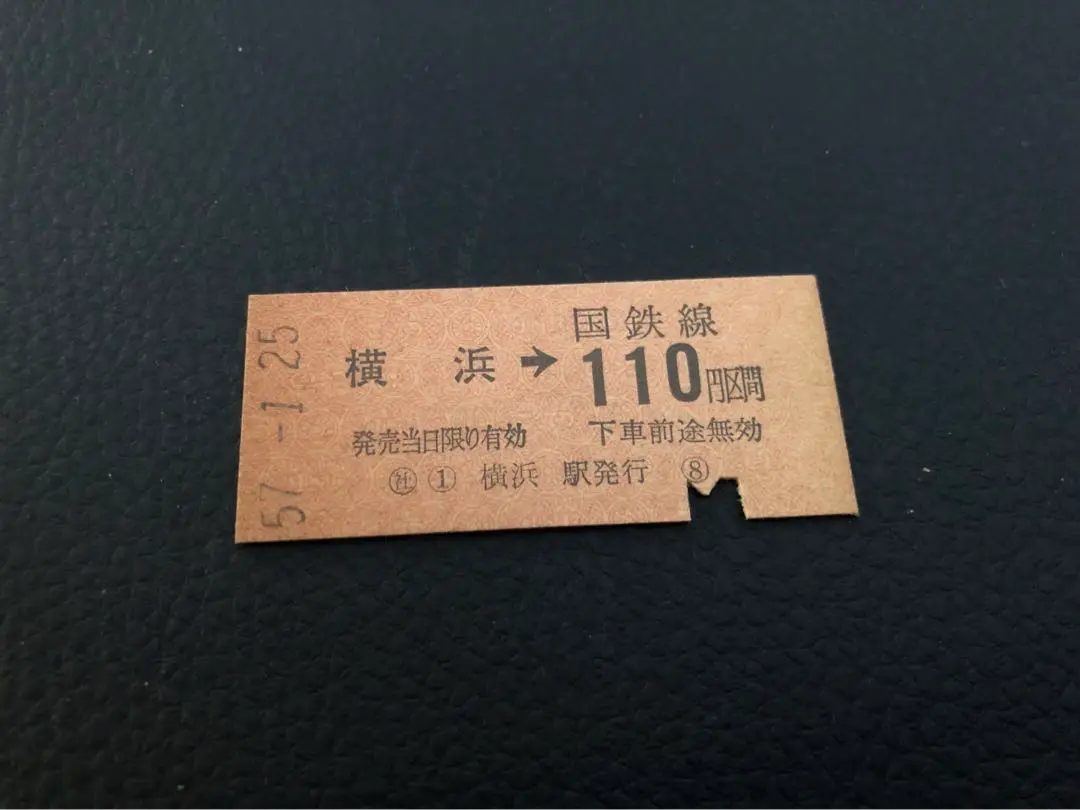 57.-1.25
国鉄線
横浜→110円区間
発売当日限り有効 下車前途無効
㊓①横浜駅発行⑧